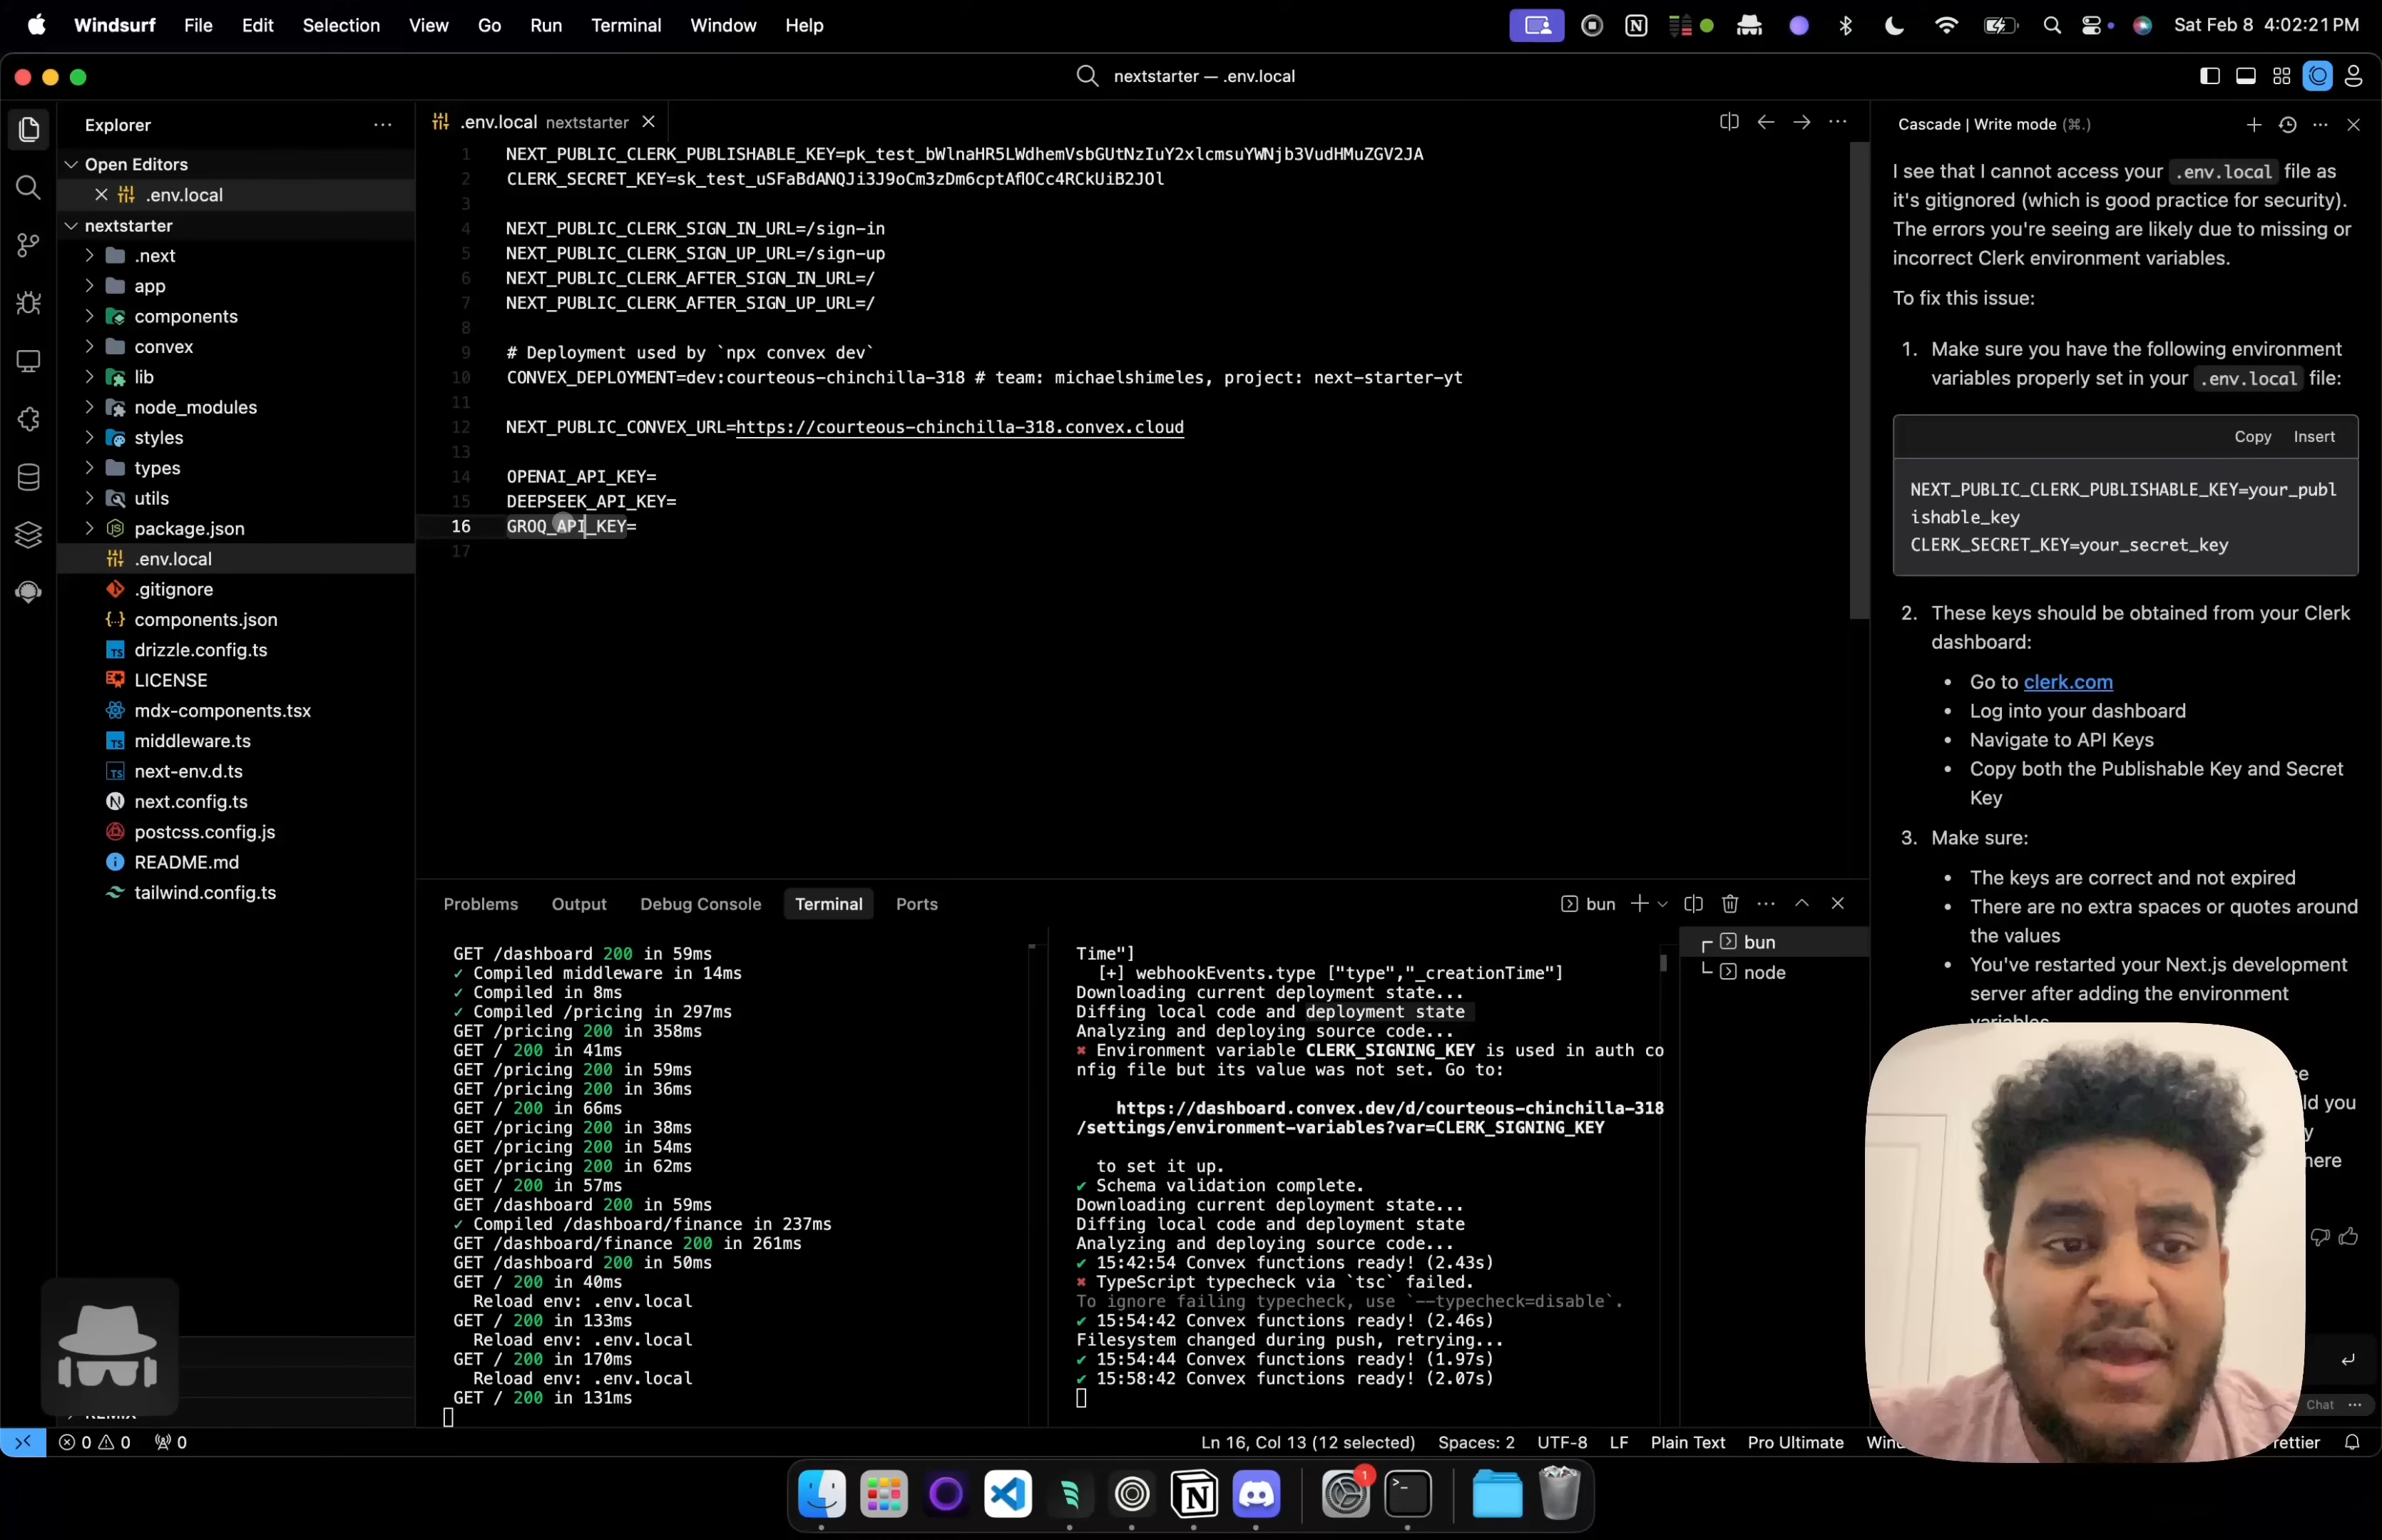 Windsurf File Edit Selection View Go Run Terminal Window Help
Sat Feb 8 4:02:21 PM
nextstarter — .env.local
Explorer
Open Editors
.env.local
nextstarter
.next
app
components
convex
lib
node_modules
styles
types
utils
package.json
.env.local
.gitignore
components.json
drizzle.config.ts
LICENSE
mdx-components.tsx
middleware.ts
next-env.d.ts
next.config.ts
postcss.config.js
README.md
tailwind.config.ts
.env.local nextstarter
1 NEXT_PUBLIC_CLERK_PUBLISHABLE_KEY=pk_test_bWlnaHR5LWdhemVsbGUtNzIuY2xlcmsuYWNjb3VudHMuZGV2JA
2 CLERK_SECRET_KEY=sk_test_uSFaBdANQJi3J9oCm3zDm6cptAflOCc4RCkUiB2JOl
3
4 NEXT_PUBLIC_CLERK_SIGN_IN_URL=/sign-in
5 NEXT_PUBLIC_CLERK_SIGN_UP_URL=/sign-up
6 NEXT_PUBLIC_CLERK_AFTER_SIGN_IN_URL=/
7 NEXT_PUBLIC_CLERK_AFTER_SIGN_UP_URL=/
8
9 # Deployment used by `npx convex dev`
10 CONVEX_DEPLOYMENT=dev:courteous-chinchilla-318 # team: michaelshimeles, project: next-starter-yt
11
12 NEXT_PUBLIC_CONVEX_URL=https://courteous-chinchilla-318.convex.cloud
13
14 OPENAI_API_KEY=
15 DEEPSEEK_API_KEY=
16 GROQ_API_KEY=
17
Problems Output Debug Console Terminal Ports
bun
GET /dashboard 200 in 59ms
✓ Compiled middleware in 14ms
✓ Compiled in 8ms
✓ Compiled /pricing in 297ms
GET /pricing 200 in 358ms
GET / 200 in 41ms
GET /pricing 200 in 59ms
GET /pricing 200 in 36ms
GET / 200 in 66ms
GET /pricing 200 in 38ms
GET /pricing 200 in 54ms
GET /pricing 200 in 62ms
GET / 200 in 57ms
GET /dashboard 200 in 59ms
✓ Compiled /dashboard/finance in 237ms
GET /dashboard/finance 200 in 261ms
GET /dashboard 200 in 50ms
GET / 200 in 40ms
Reload env: .env.local
GET / 200 in 133ms
Reload env: .env.local
GET / 200 in 170ms
Reload env: .env.local
GET / 200 in 131ms
Time"]
[+] webhookEvents.type ["type","_creationTime"]
Downloading current deployment state...
Diffing local code and deployment state
Analyzing and deploying source code...
✖ Environment variable CLERK_SIGNING_KEY is used in auth co
nfig file but its value was not set. Go to:
https://dashboard.convex.dev/d/courteous-chinchilla-318
/settings/environment-variables?var=CLERK_SIGNING_KEY
to set it up.
✔ Schema validation complete.
Downloading current deployment state...
Diffing local code and deployment state
Analyzing and deploying source code...
✔ 15:42:54 Convex functions ready! (2.43s)
✖ TypeScript typecheck via `tsc` failed.
To ignore failing typecheck, use `--typecheck=disable`.
✔ 15:54:42 Convex functions ready! (2.46s)
Filesystem changed during push, retrying...
✔ 15:54:44 Convex functions ready! (1.97s)
✔ 15:58:42 Convex functions ready! (2.07s)
bun
node
Cascade | Write mode (⌘.)
I see that I cannot access your .env.local file as
it's gitignored (which is good practice for security).
The errors you're seeing are likely due to missing or
incorrect Clerk environment variables.
To fix this issue:
1. Make sure you have the following environment
variables properly set in your .env.local file:
Copy Insert
NEXT_PUBLIC_CLERK_PUBLISHABLE_KEY=your_publ
ishable_key
CLERK_SECRET_KEY=your_secret_key
2. These keys should be obtained from your Clerk
dashboard:
• Go to clerk.com
• Log into your dashboard
• Navigate to API Keys
• Copy both the Publishable Key and Secret
Key
3. Make sure:
• The keys are correct and not expired
• There are no extra spaces or quotes around
the values
• You've restarted your Next.js development
server after adding the environment
variables
Chat
0 0 0
Ln 16, Col 13 (12 selected) Spaces: 2 UTF-8 LF Plain Text Pro Ultimate
1